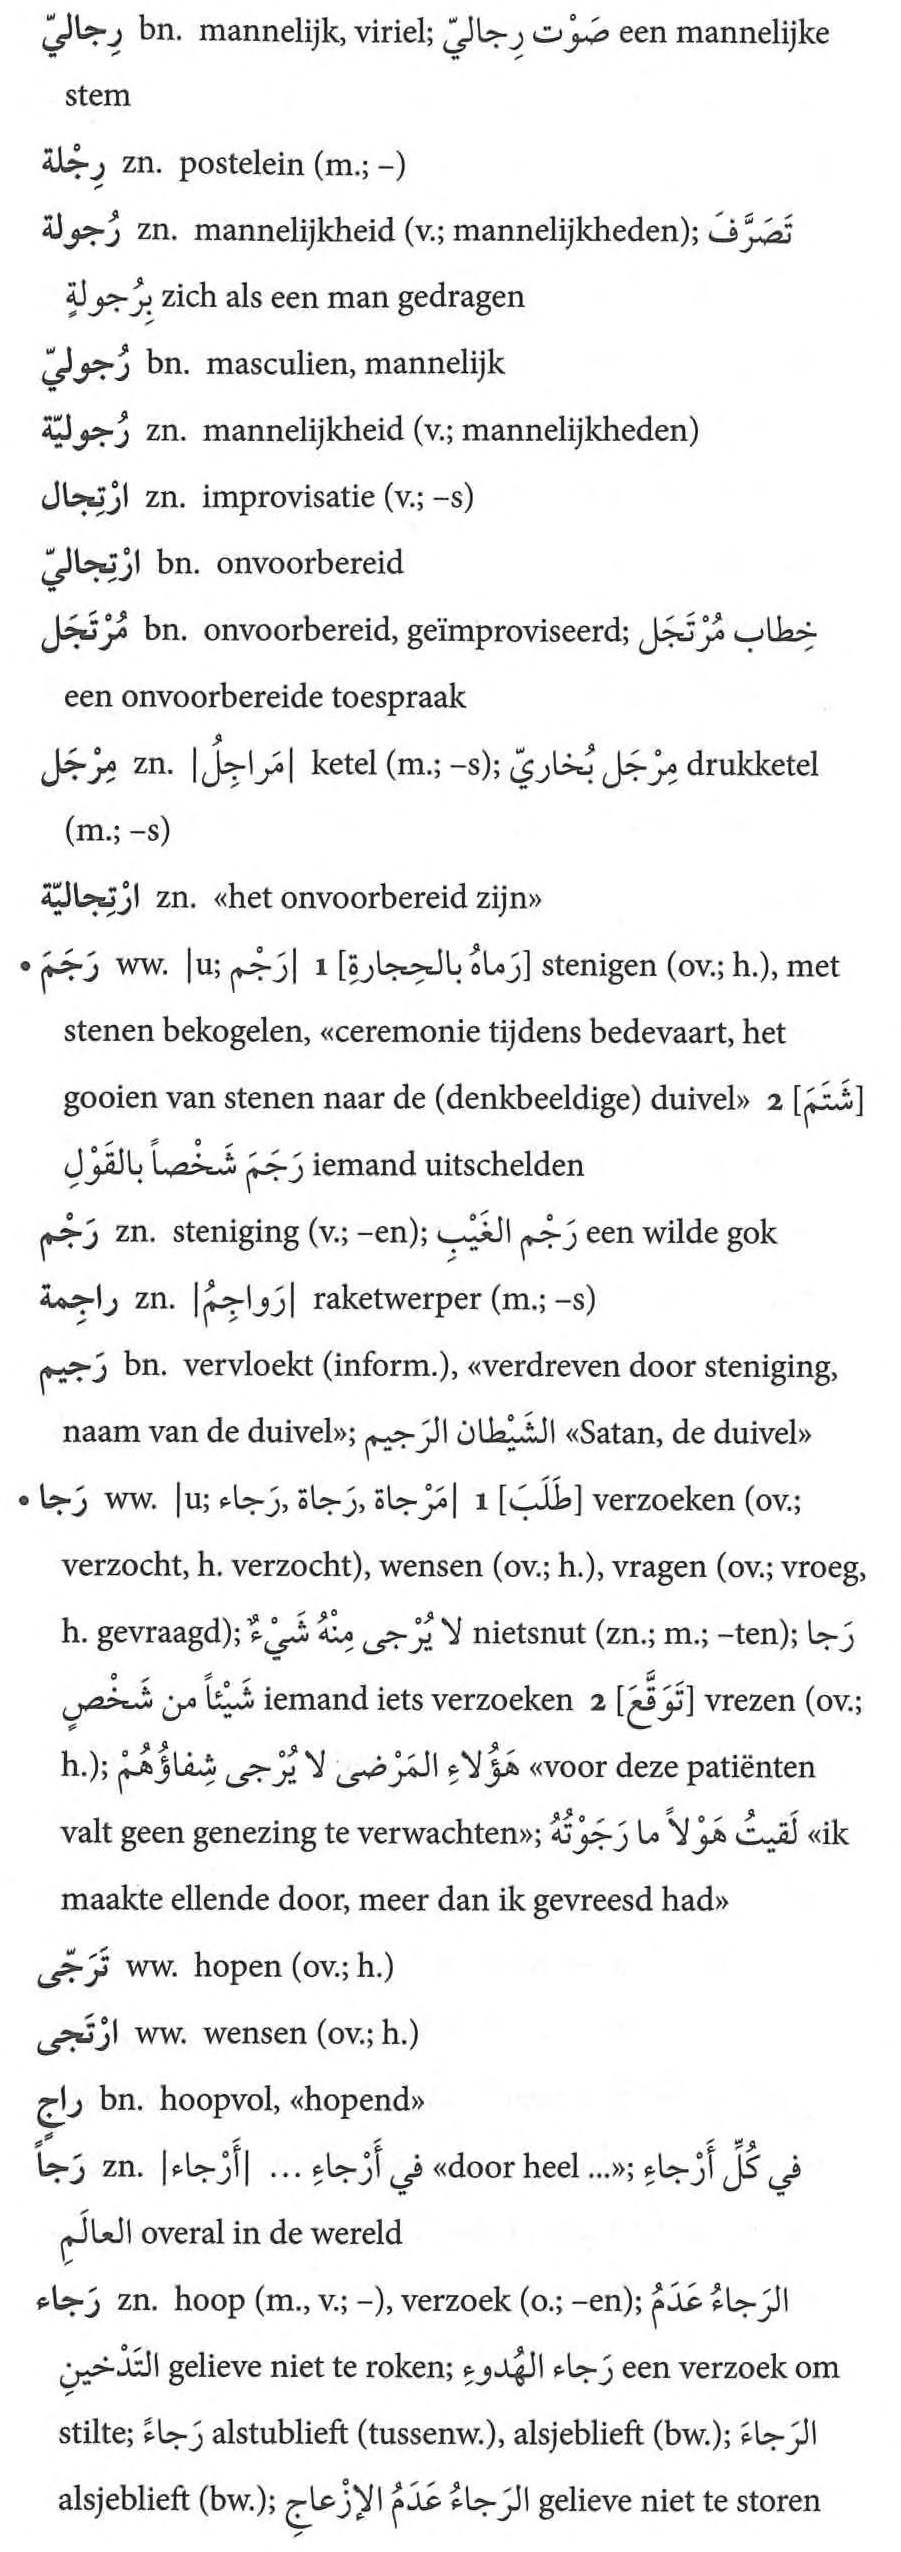 رِجاليّ bn. mannelijk, viriel; صَوْت رِجاليّ een mannelijke
stem
رِجْلة zn. postelein (m.; –)
رُجولة zn. mannelijkheid (v.; mannelijkheden); تَصَرَّفَ
بِرُجولةٍ zich als een man gedragen
رُجوليّ bn. masculien, mannelijk
رُجوليّة zn. mannelijkheid (v.; mannelijkheden)
ارْتِجال zn. improvisatie (v.; –s)
ارْتِجاليّ bn. onvoorbereid
مُرْتَجَل bn. onvoorbereid, geïmproviseerd; خِطاب مُرْتَجَل
een onvoorbereide toespraak
مِرْجَل zn. |مَراجِلُ| ketel (m.; –s); مِرْجَل بُخاريّ drukketel
(m.; –s)
ارْتِجاليّة zn. «het onvoorbereid zijn»
• رَجَمَ ww. |u; رَجْم| 1 [رَماهُ بالحِجارةِ] stenigen (ov.; h.), met
stenen bekogelen, «ceremonie tijdens bedevaart, het
gooien van stenen naar de (denkbeeldige) duivel» 2 [شَتَمَ]
رَجَمَ شَخْصاً بالقَوْلِ iemand uitschelden
رَجْم zn. steniging (v.; –en); رَجْم الغَيْبِ een wilde gok
راجِمة zn. |رَواجِمُ| raketwerper (m.; –s)
رَجيم bn. vervloekt (inform.), «verdreven door steniging,
naam van de duivel»; الشَيْطان الرَجيم «Satan, de duivel»
• رَجا ww. |u; رَجاء, رَجاة, مَرْجاة| 1 [طَلَبَ] verzoeken (ov.;
verzocht, h. verzocht), wensen (ov.; h.), vragen (ov.; vroeg,
h. gevraagd); لا يُرْجى مِنْهُ شَيْءٌ nietsnut (zn.; m.; –ten); رَجا
شَيْئاً من شَخْصٍ iemand iets verzoeken 2 [تَوَقَّعَ] vrezen (ov.;
h.); هَؤُلاءِ المَرْضى لا يُرْجى شِفاؤُهُمْ «voor deze patiënten
valt geen genezing te verwachten»; لَقيتُ هَوْلاً ما رَجَوْتُهُ «ik
maakte ellende door, meer dan ik gevreesd had»
تَرَجّى ww. hopen (ov.; h.)
ارْتَجى ww. wensen (ov.; h.)
راجٍ bn. hoopvol, «hopend»
رَجاً zn. |أَرْجاء| في أَرْجاءِ ... «door heel ...»; في كُلِّ أَرْجاءِ
العالَمِ overal in de wereld
رَجاء zn. hoop (m., v.; –), verzoek (o.; –en); الرَجاءُ عَدَمُ
التَدْخينِ gelieve niet te roken; رَجاء الهُدوءِ een verzoek om
stilte; رَجاءً alstublieft (tussenw.), alsjeblieft (bw.); الرَجاءَ
alsjeblieft (bw.); الرَجاءُ عَدَمُ الإزْعاجِ gelieve niet te storen